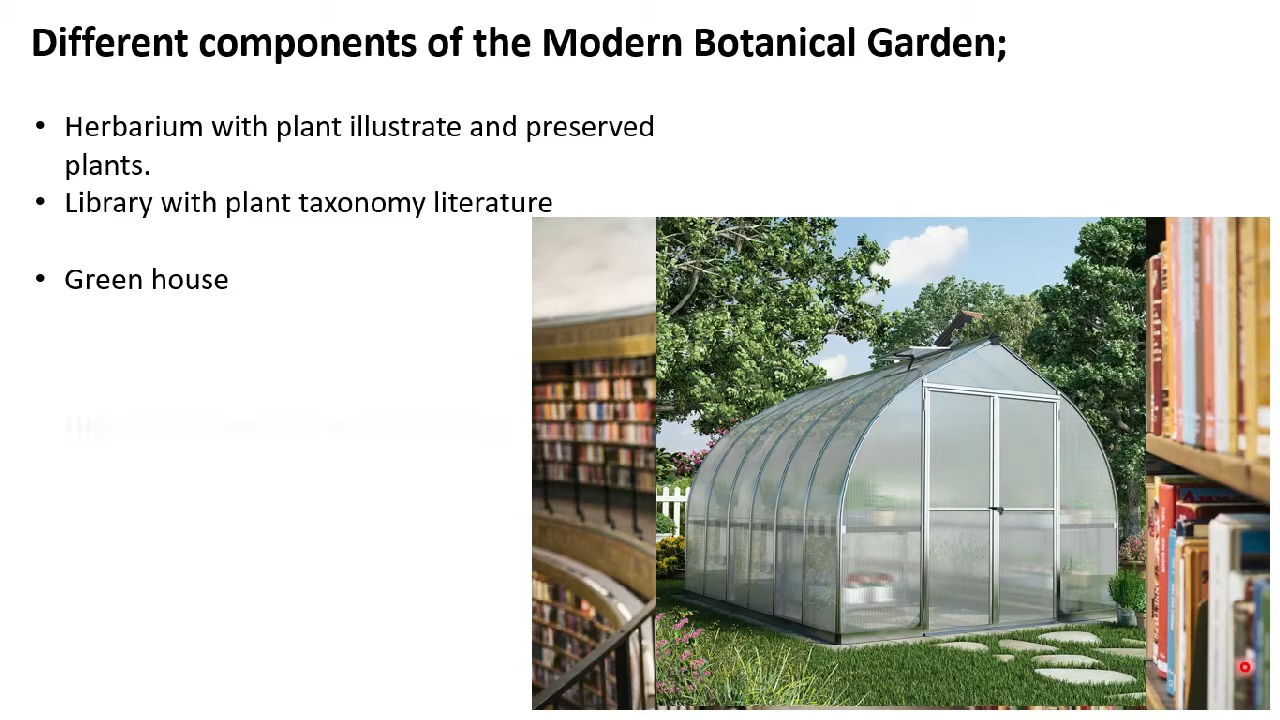 Different components of the Modern Botanical Garden;
• Herbarium with plant illustrate and preserved
plants.
• Library with plant taxonomy literature
• Green house